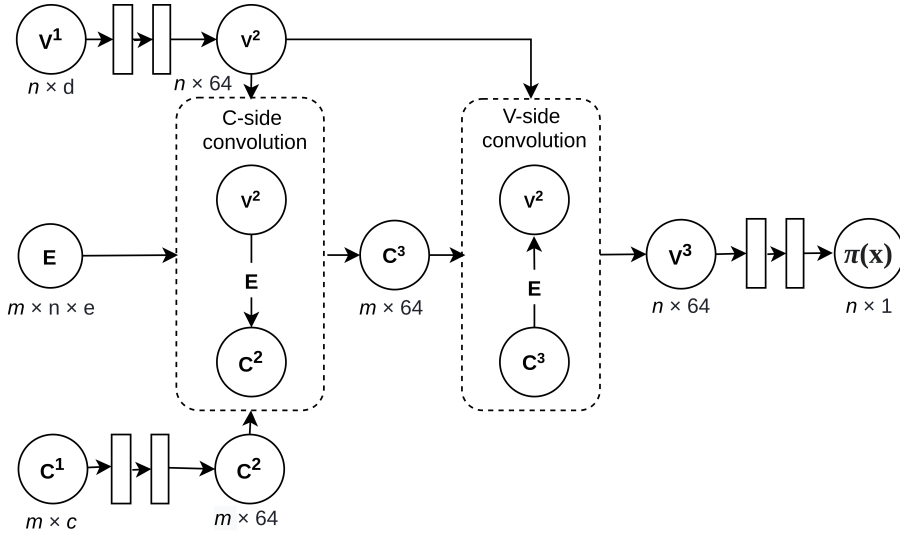 V¹
V²
n × d
n × 64
C-side
convolution
V-side
convolution
V²
V²
E
C³
V³
π(x)
E
E
m × n × e
m × 64
n × 64
n × 1
C²
C³
C¹
C²
m × c
m × 64